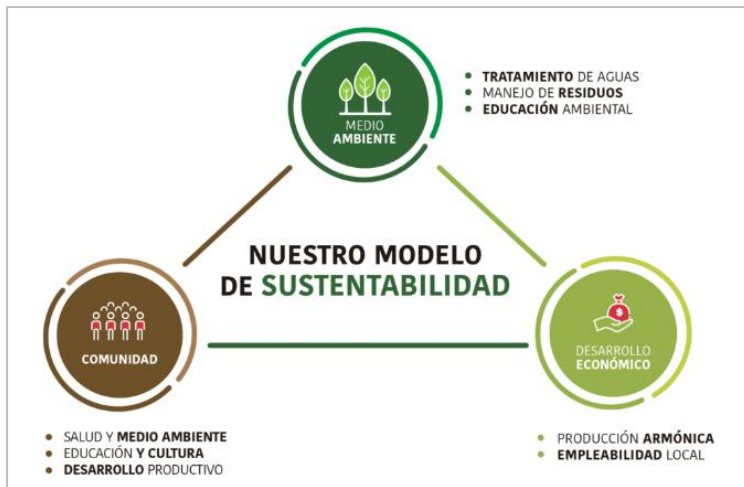 MEDIO
AMBIENTE
TRATAMIENTO DE AGUAS
MANEJO DE RESIDUOS
EDUCACIÓN AMBIENTAL
NUESTRO MODELO
DE SUSTENTABILIDAD
COMUNIDAD
SALUD Y MEDIO AMBIENTE
EDUCACIÓN Y CULTURA
DESARROLLO PRODUCTIVO
$
DESARROLLO
ECONÓMICO
PRODUCCIÓN ARMÓNICA
EMPLEABILIDAD LOCAL